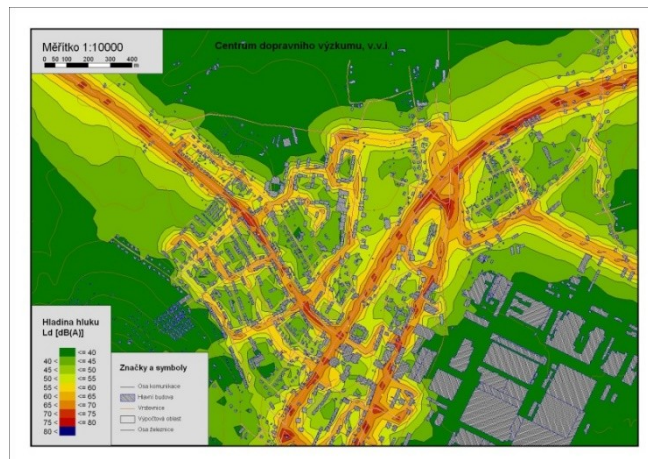 Měřítko 1:10000
0 50 100 200 300 400
m
Centrum dopravního výzkumu, v.v.i
Hladina hluku
Ld [dB(A)]
<= 40
40 < <= 45
45 < <= 50
50 < <= 55
55 < <= 60
60 < <= 65
65 < <= 70
70 < <= 75
75 < <= 80
80 <
Značky a symboly
Osa komunikace
Hlavní budova
Vrstevnice
Výpočtová oblast
Osa železnice